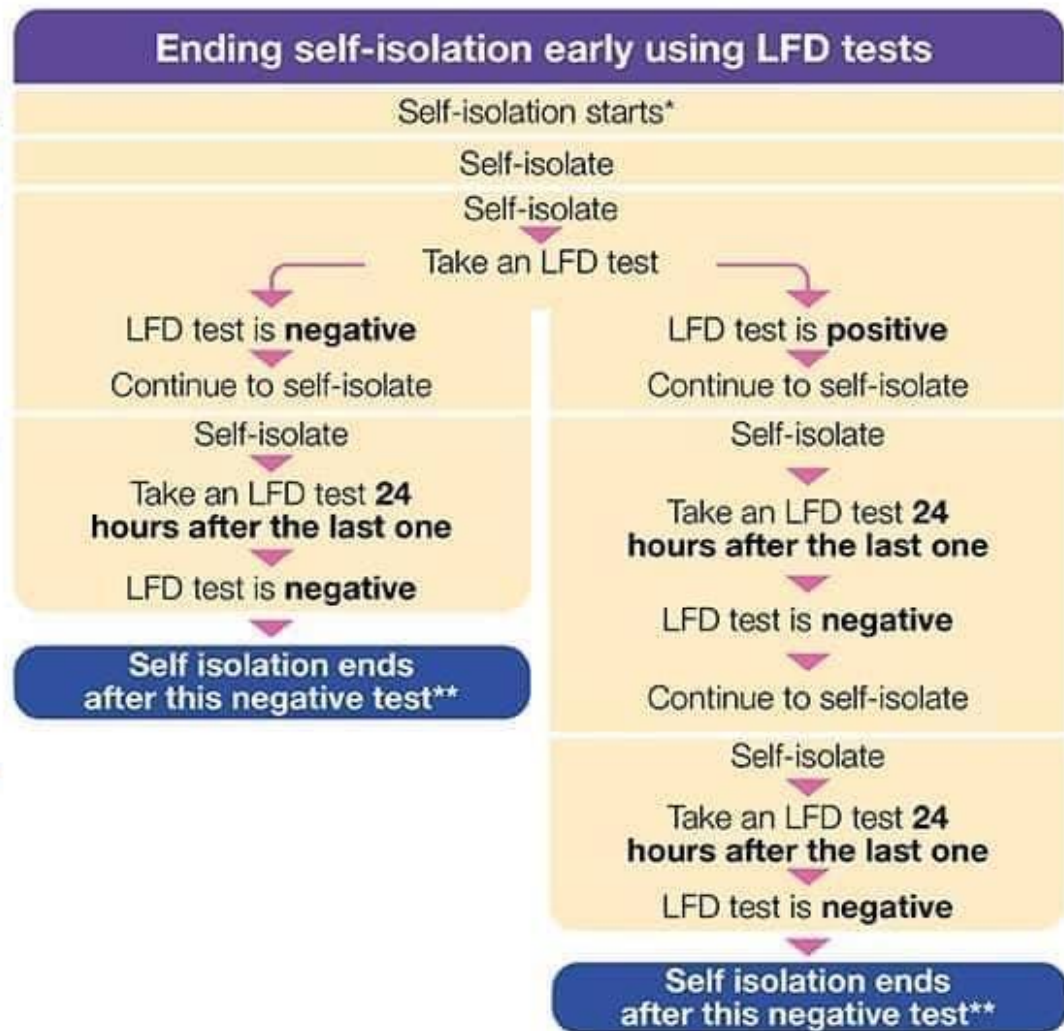 Ending self-isolation early using LFD tests
Self-isolation starts*
Self-isolate
Self-isolate
Take an LFD test
LFD test is negative
Continue to self-isolate
Self-isolate
Take an LFD test 24
hours after the last one
LFD test is negative
Self isolation ends
after this negative test**
LFD test is positive
Continue to self-isolate
Self-isolate
Take an LFD test 24
hours after the last one
LFD test is negative
Continue to self-isolate
Self-isolate
Take an LFD test 24
hours after the last one
LFD test is negative
Self isolation ends
after this negative test**